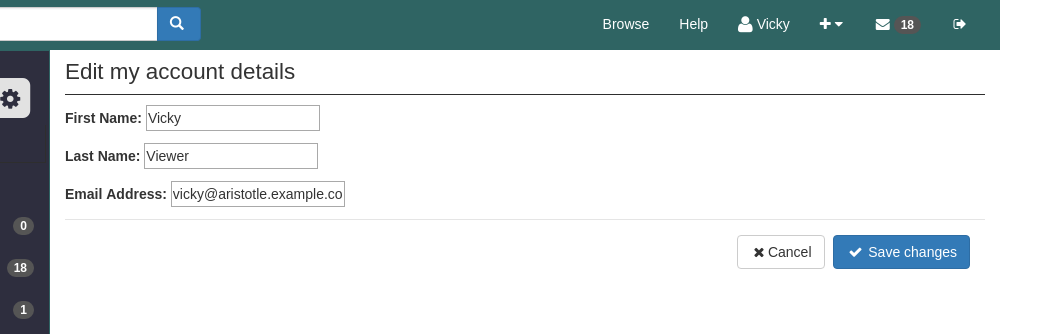 Browse Help Vicky 18
Edit my account details
First Name: Vicky
Last Name: Viewer
Email Address: vicky@aristotle.example.co
0
Cancel Save changes
18
1